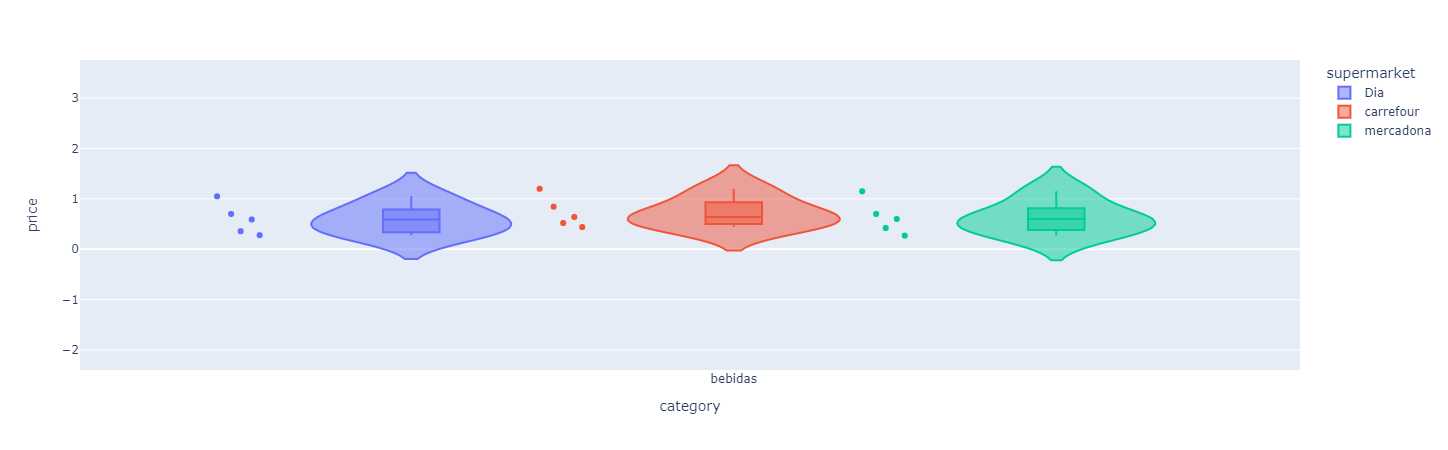 supermarket
Dia
carrefour
mercadona
price
3
2
1
0
−1
−2
bebidas
category